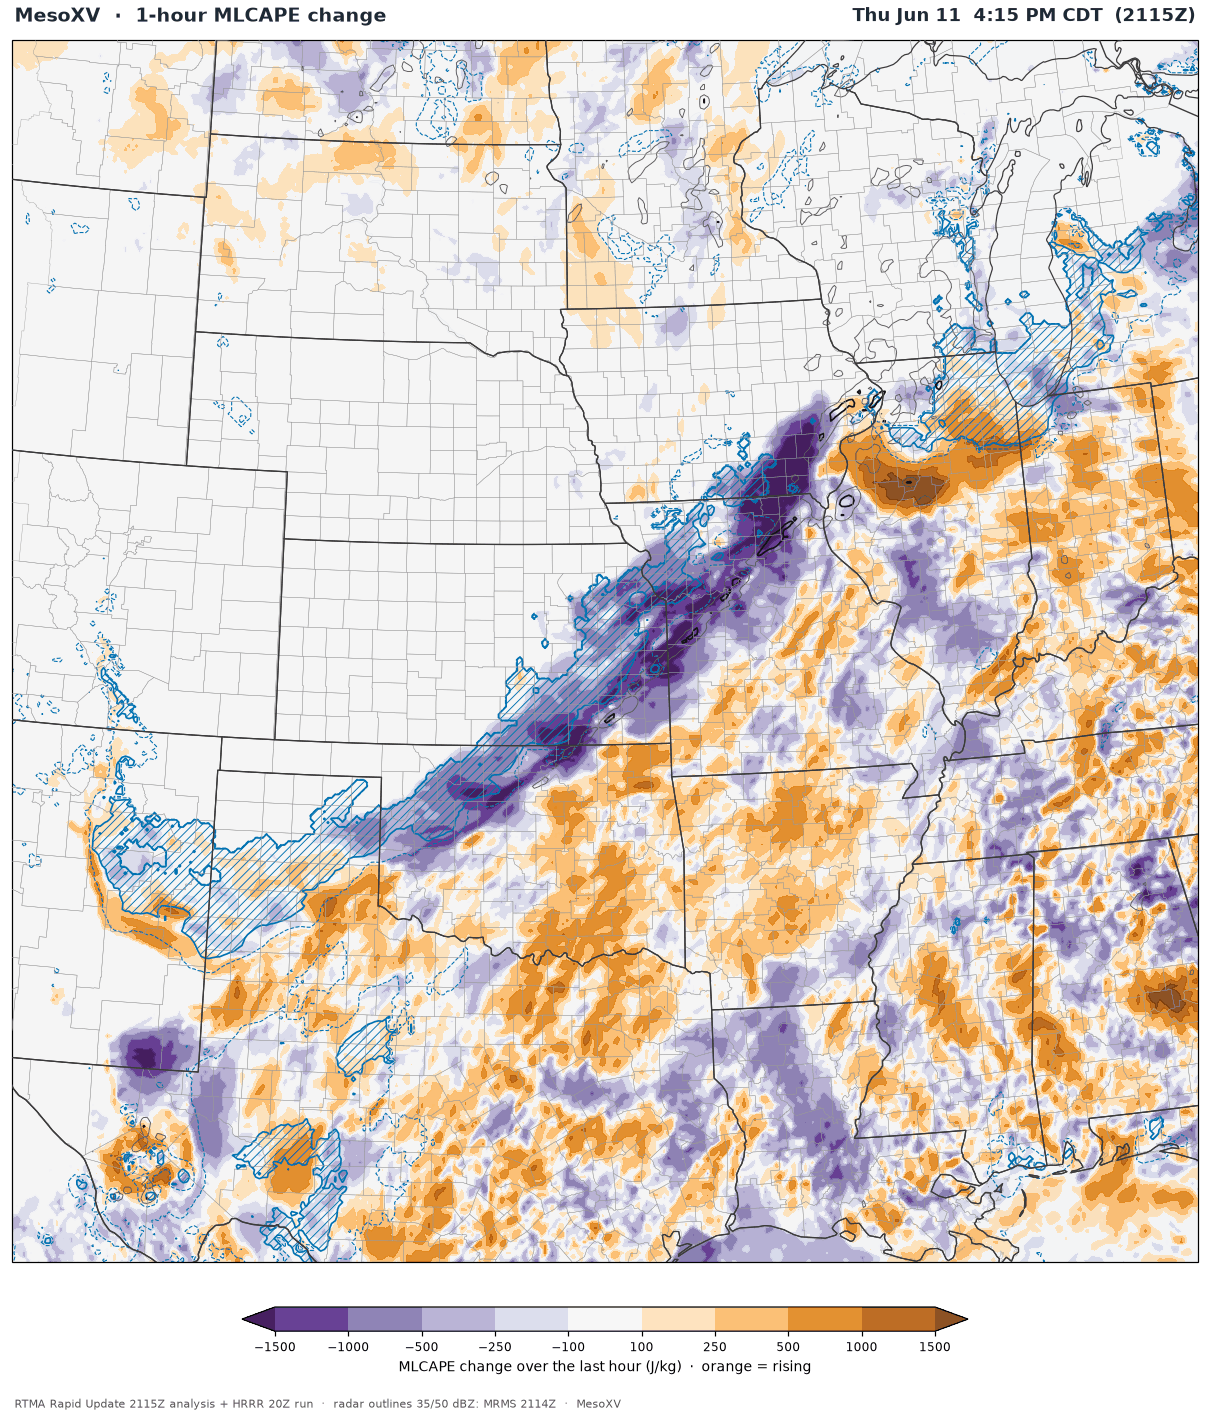 MesoXV · 1-hour MLCAPE change
Thu Jun 11 4:15 PM CDT (2115Z)
−1500 −1000 −500 −250 −100 100 250 500 1000 1500
MLCAPE change over the last hour (J/kg) · orange = rising
RTMA Rapid Update 2115Z analysis + HRRR 20Z run · radar outlines 35/50 dBZ: MRMS 2114Z · MesoXV